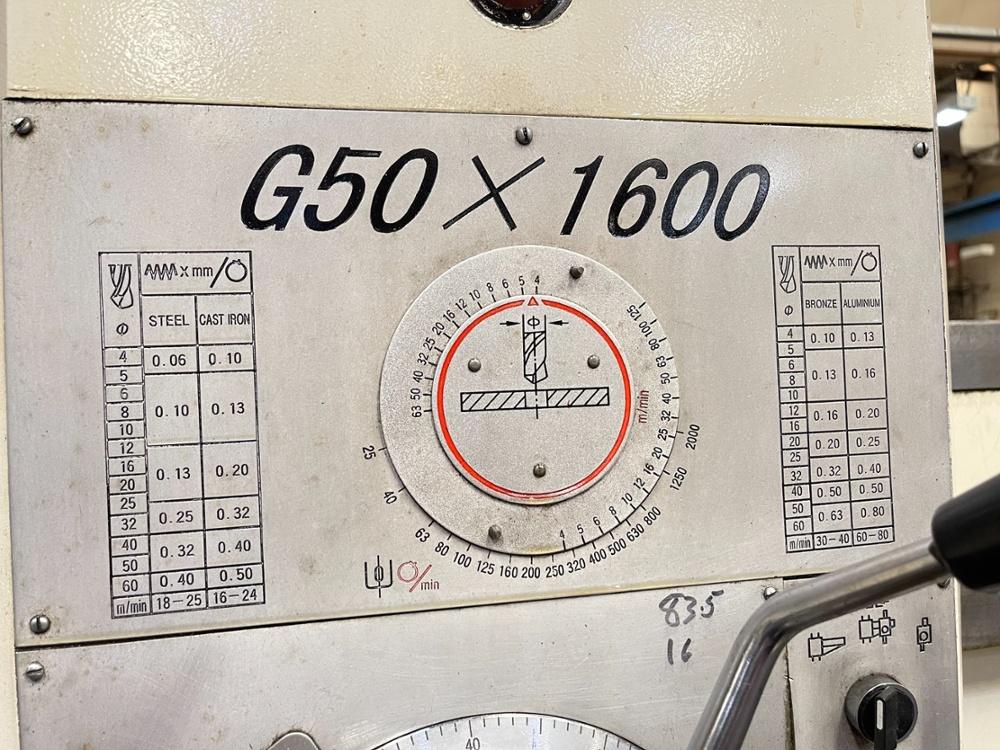 G50×1600
× mm/
Φ STEEL CAST IRON
4 0.06 0.10
5
6
8 0.10 0.13
10
12
16 0.13 0.20
20
25
32 0.25 0.32
40 0.32 0.40
50
60 0.40 0.50
m/min 18-25 16-24
63 50 40 32 25 20 16 12 10 8 6 5 4
Φ
125 100 80 63 50 40 32 25 20 16 12 10 8 6 5 4
m/min
25 40 63 80 100 125 160 200 250 320 400 500 630 800 1250 2000
/min
× mm/
Φ BRONZE ALUMINIUM
4 0.10 0.13
5
6 0.13 0.16
8
10
12 0.16 0.20
16
20 0.20 0.25
25
32 0.32 0.40
40 0.50 0.50
50 0.63 0.80
60
m/min 30-40 60-80
83.5
16
40